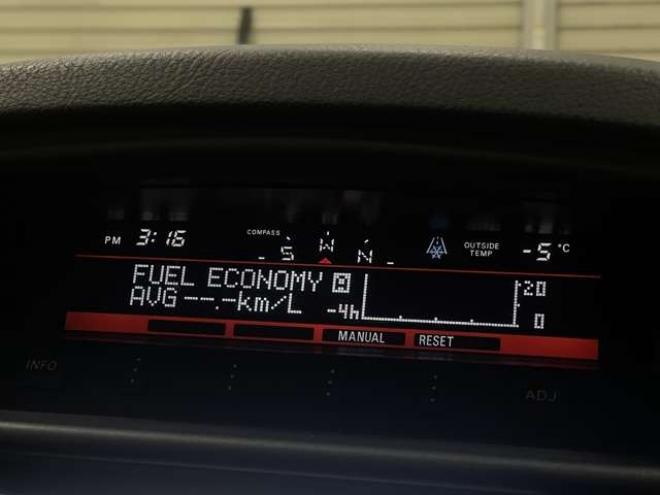 COMPASS
PM 3:16 S W N OUTSIDE TEMP -5°C
FUEL ECONOMY 20
AVG --.-km/L -4h 0
MANUAL RESET
INFO ADJ